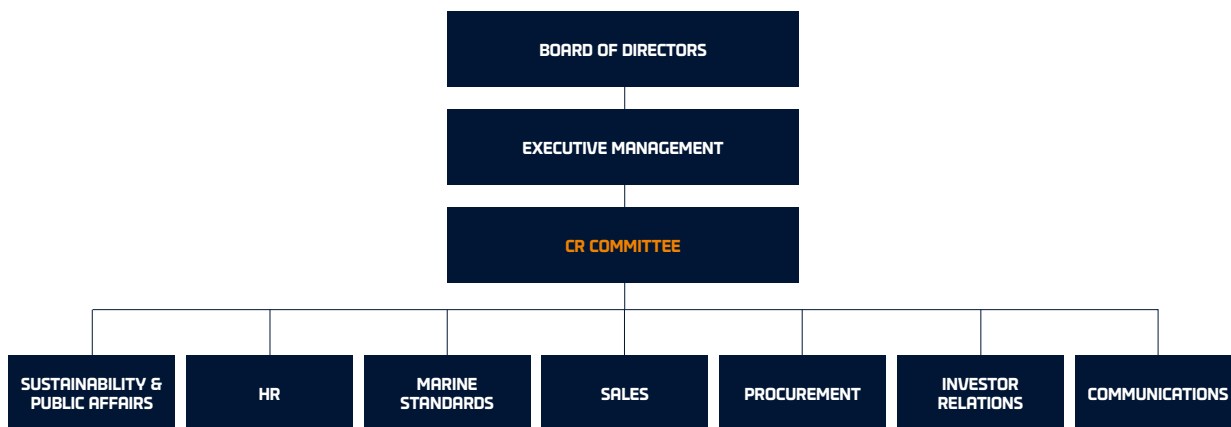 BOARD OF DIRECTORS
EXECUTIVE MANAGEMENT
CR COMMITTEE
SUSTAINABILITY &
PUBLIC AFFAIRS
HR
MARINE
STANDARDS
SALES
PROCUREMENT
INVESTOR
RELATIONS
COMMUNICATIONS